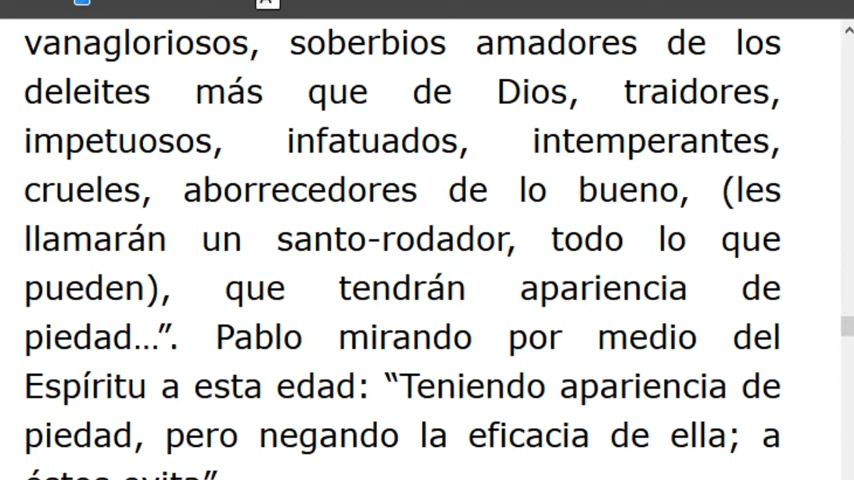 vanagloriosos, soberbios amadores de los
deleites más que de Dios, traidores,
impetuosos, infatuados, intemperantes,
crueles, aborrecedores de lo bueno, (les
llamarán un santo-rodador, todo lo que
pueden), que tendrán apariencia de
piedad...”. Pablo mirando por medio del
Espíritu a esta edad: “Teniendo apariencia de
piedad, pero negando la eficacia de ella; a
éstos evita”